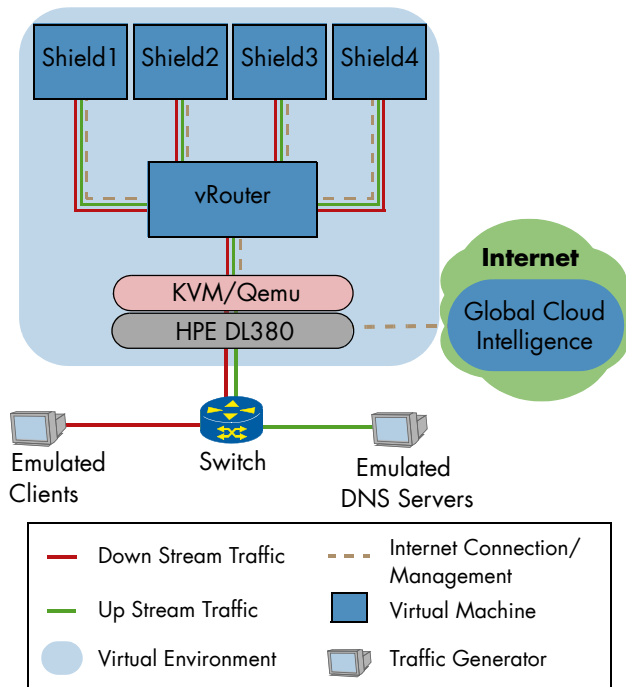 Shield1
Shield2
Shield3
Shield4
vRouter
KVM/Qemu
HPE DL380
Internet
Global Cloud
Intelligence
Emulated
Clients
Switch
Emulated
DNS Servers
Down Stream Traffic
Internet Connection/
Management
Up Stream Traffic
Virtual Machine
Virtual Environment
Traffic Generator